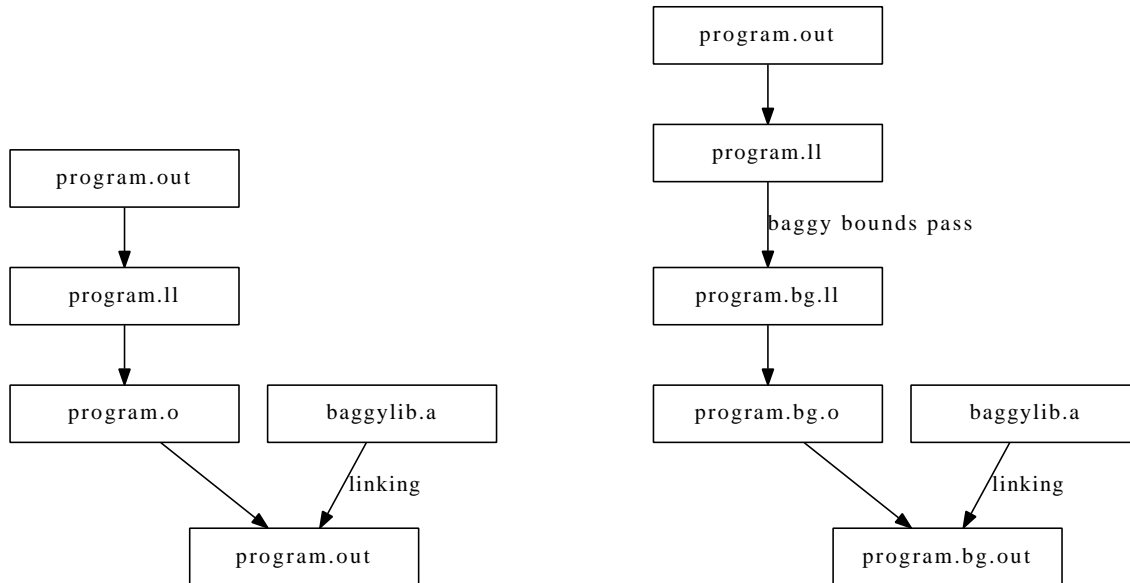 program.out
program.ll
program.o
baggylib.a
linking
program.out
program.out
program.ll
baggy bounds pass
program.bg.ll
program.bg.o
baggylib.a
linking
program.bg.out